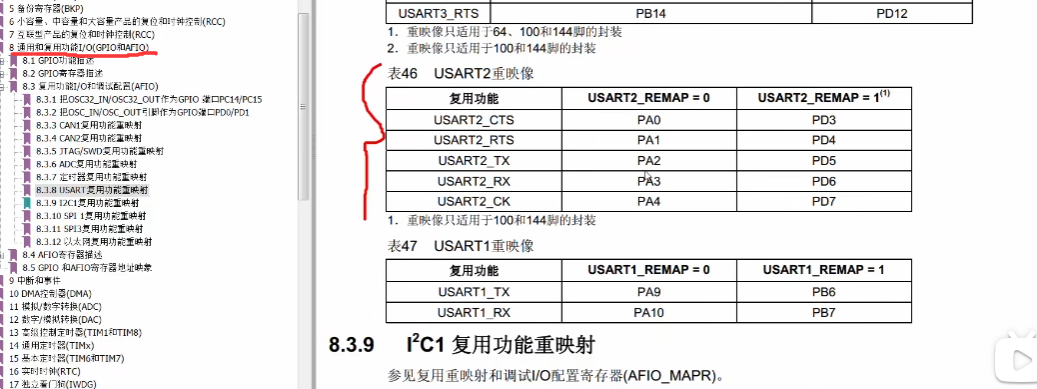 5 备份寄存器(BKP)
6 小容量、中容量和大容量产品的复位和时钟控制(RCC)
7 互联型产品的复位和时钟控制(RCC)
8 通用和复用功能I/O(GPIO和AFIO)
8.1 GPIO功能描述
8.2 GPIO寄存器描述
8.3 复用功能I/O和调试配置(AFIO)
8.3.1 把OSC32_IN/OSC32_OUT作为GPIO 端口PC14/PC15
8.3.2 把OSC_IN/OSC_OUT引脚作为GPIO端口PD0/PD1
8.3.3 CAN1复用功能重映射
8.3.4 CAN2复用功能重映射
8.3.5 JTAG/SWD复用功能重映射
8.3.6 ADC复用功能重映射
8.3.7 定时器复用功能重映射
8.3.8 USART复用功能重映射
8.3.9 I2C1复用功能重映射
8.3.10 SPI 1复用功能重映射
8.3.11 SPI3复用功能重映射
8.3.12 以太网复用功能重映射
8.4 AFIO寄存器描述
8.5 GPIO 和AFIO寄存器地址映象
9 中断和事件
10 DMA控制器(DMA)
11 模拟/数字转换(ADC)
12 数字/模拟转换(DAC)
13 高级控制定时器(TIM1和TIM8)
14 通用定时器(TIMx)
15 基本定时器(TIM6和TIM7)
16 实时时钟(RTC)
17 独立看门狗(IWDG)
USART3_RTS PB14 PD12
1. 重映像只适用于64、100和144脚的封装
2. 重映像只适用于100和144脚的封装
表46 USART2重映像
复用功能 USART2_REMAP = 0 USART2_REMAP = 1(1)
USART2_CTS PA0 PD3
USART2_RTS PA1 PD4
USART2_TX PA2 PD5
USART2_RX PA3 PD6
USART2_CK PA4 PD7
1. 重映像只适用于100和144脚的封装
表47 USART1重映像
复用功能 USART1_REMAP = 0 USART1_REMAP = 1
USART1_TX PA9 PB6
USART1_RX PA10 PB7
8.3.9 I2C1 复用功能重映射
参见复用重映射和调试I/O配置寄存器(AFIO_MAPR)。